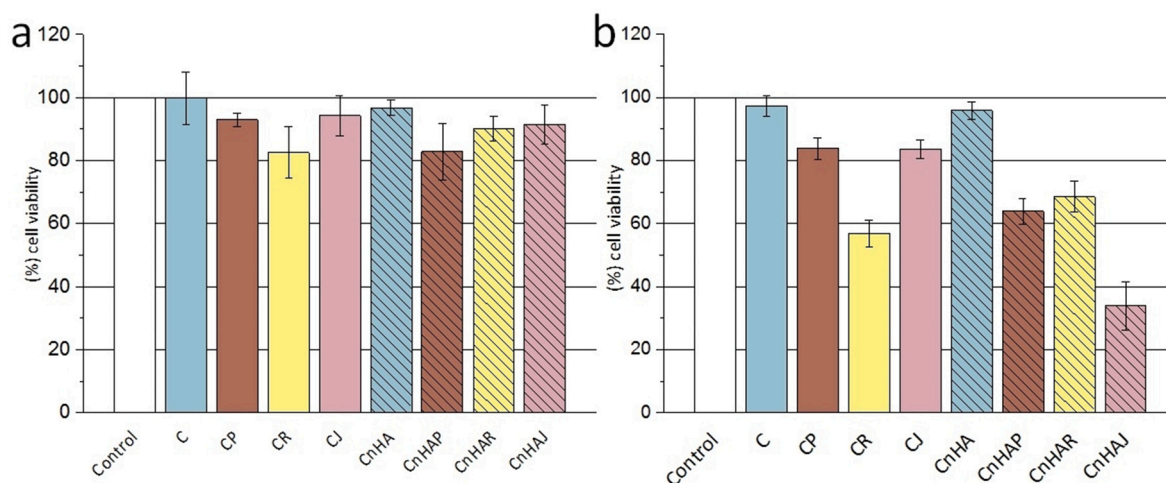 a
120
100
80
60
40
20
0
(%) cell viability
Control
C
CP
CR
CJ
CnHA
CnHAP
CnHAR
CnHAJ
b
120
100
80
60
40
20
0
(%) cell viability
Control
C
CP
CR
CJ
CnHA
CnHAP
CnHAR
CnHAJ